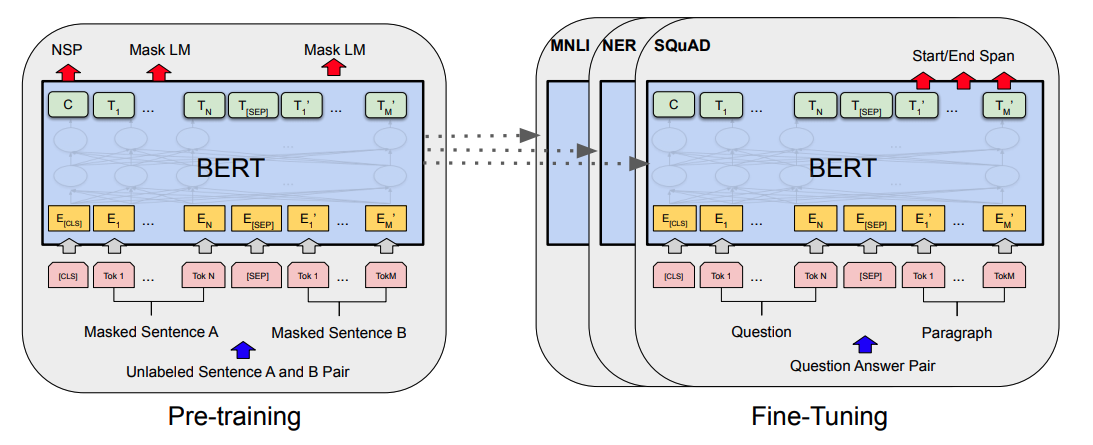 NSP Mask LM Mask LM
C T1 ... TN T[SEP] T1' ... TM'
...
BERT
...
E[CLS] E1 ... EN E[SEP] E1' ... EM'
[CLS] Tok 1 ... Tok N [SEP] Tok 1 ... TokM
Masked Sentence A Masked Sentence B
Unlabeled Sentence A and B Pair
Pre-training
MNLI NER SQuAD
Start/End Span
C T1 ... TN T[SEP] T1' ... TM'
...
BERT
...
E[CLS] E1 ... EN E[SEP] E1' ... EM'
[CLS] Tok 1 ... Tok N [SEP] Tok 1 ... TokM
Question Paragraph
Question Answer Pair
Fine-Tuning